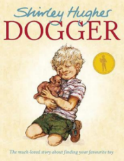 Shirley Hughes
DOGGER
The much-loved story about finding your favourite toy